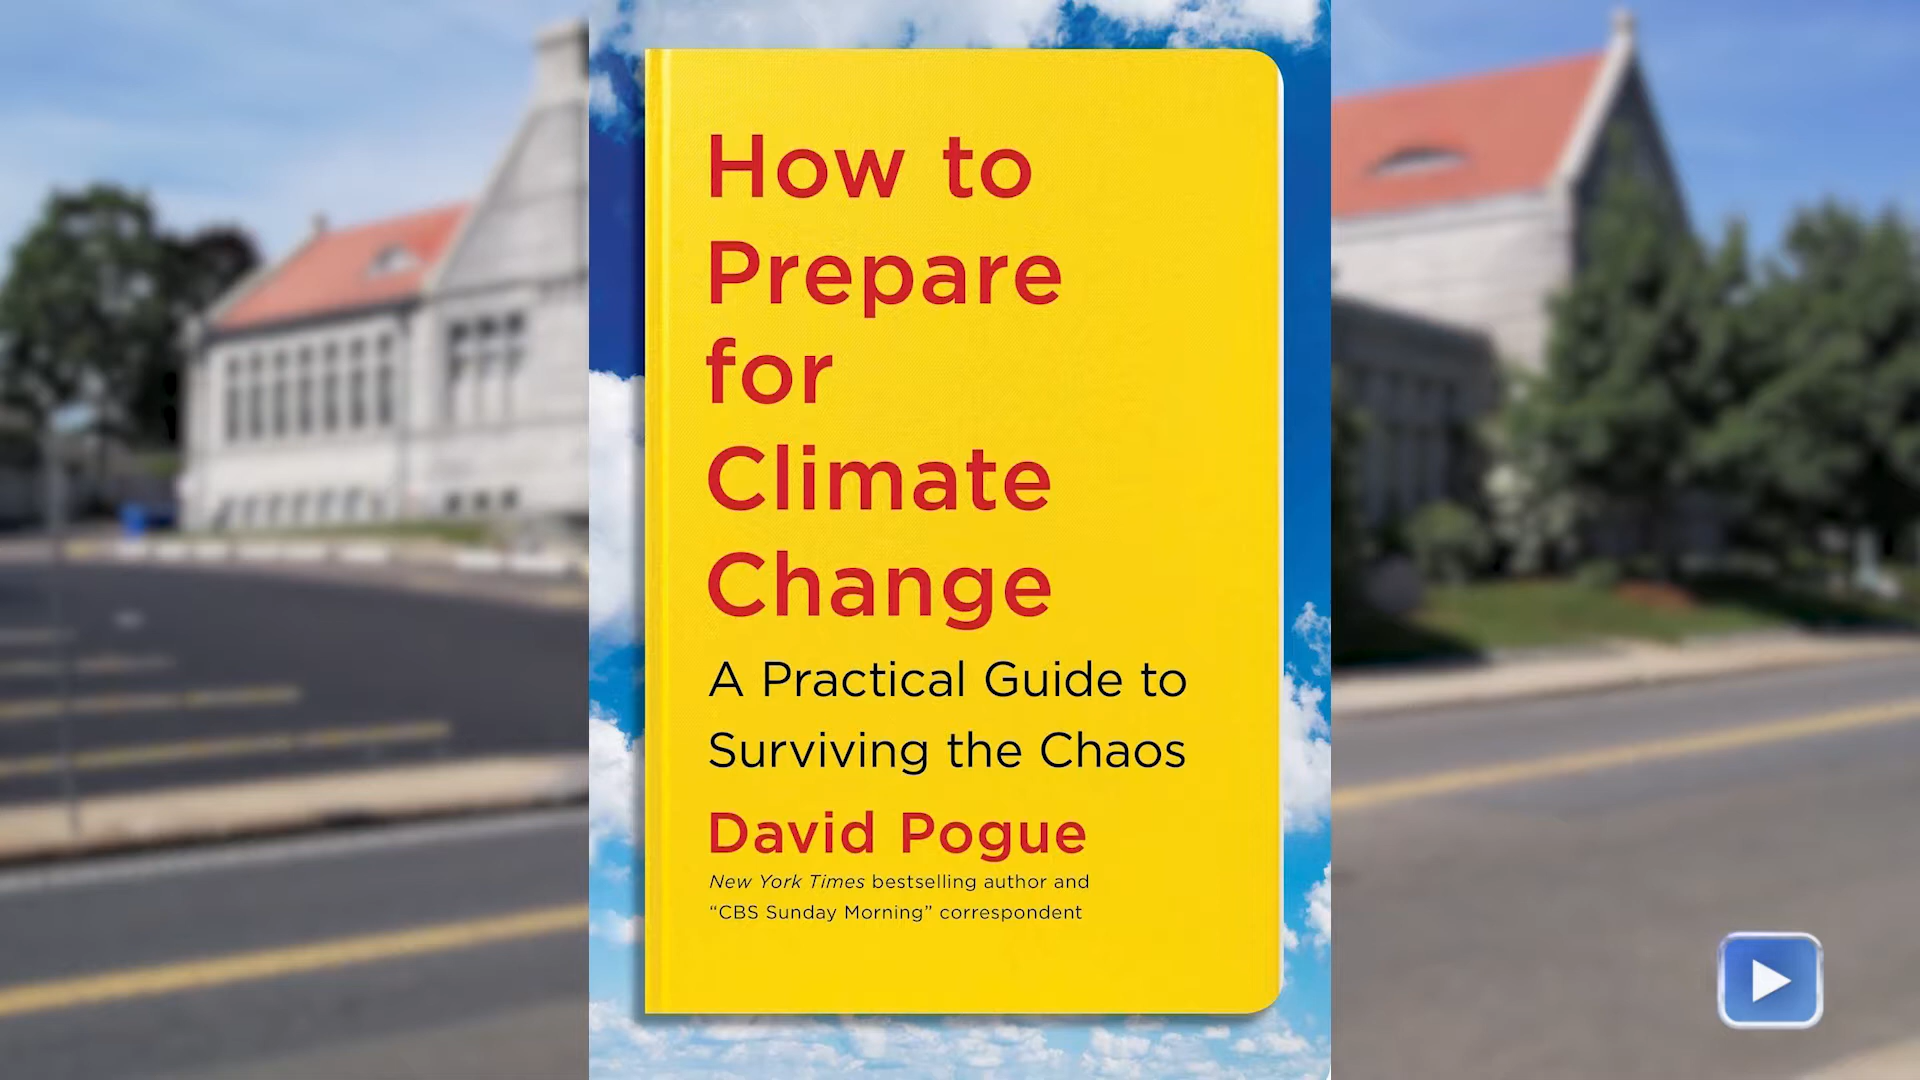 How to
Prepare
for
Climate
Change
A Practical Guide to
Surviving the Chaos
David Pogue
New York Times bestselling author and
“CBS Sunday Morning” correspondent